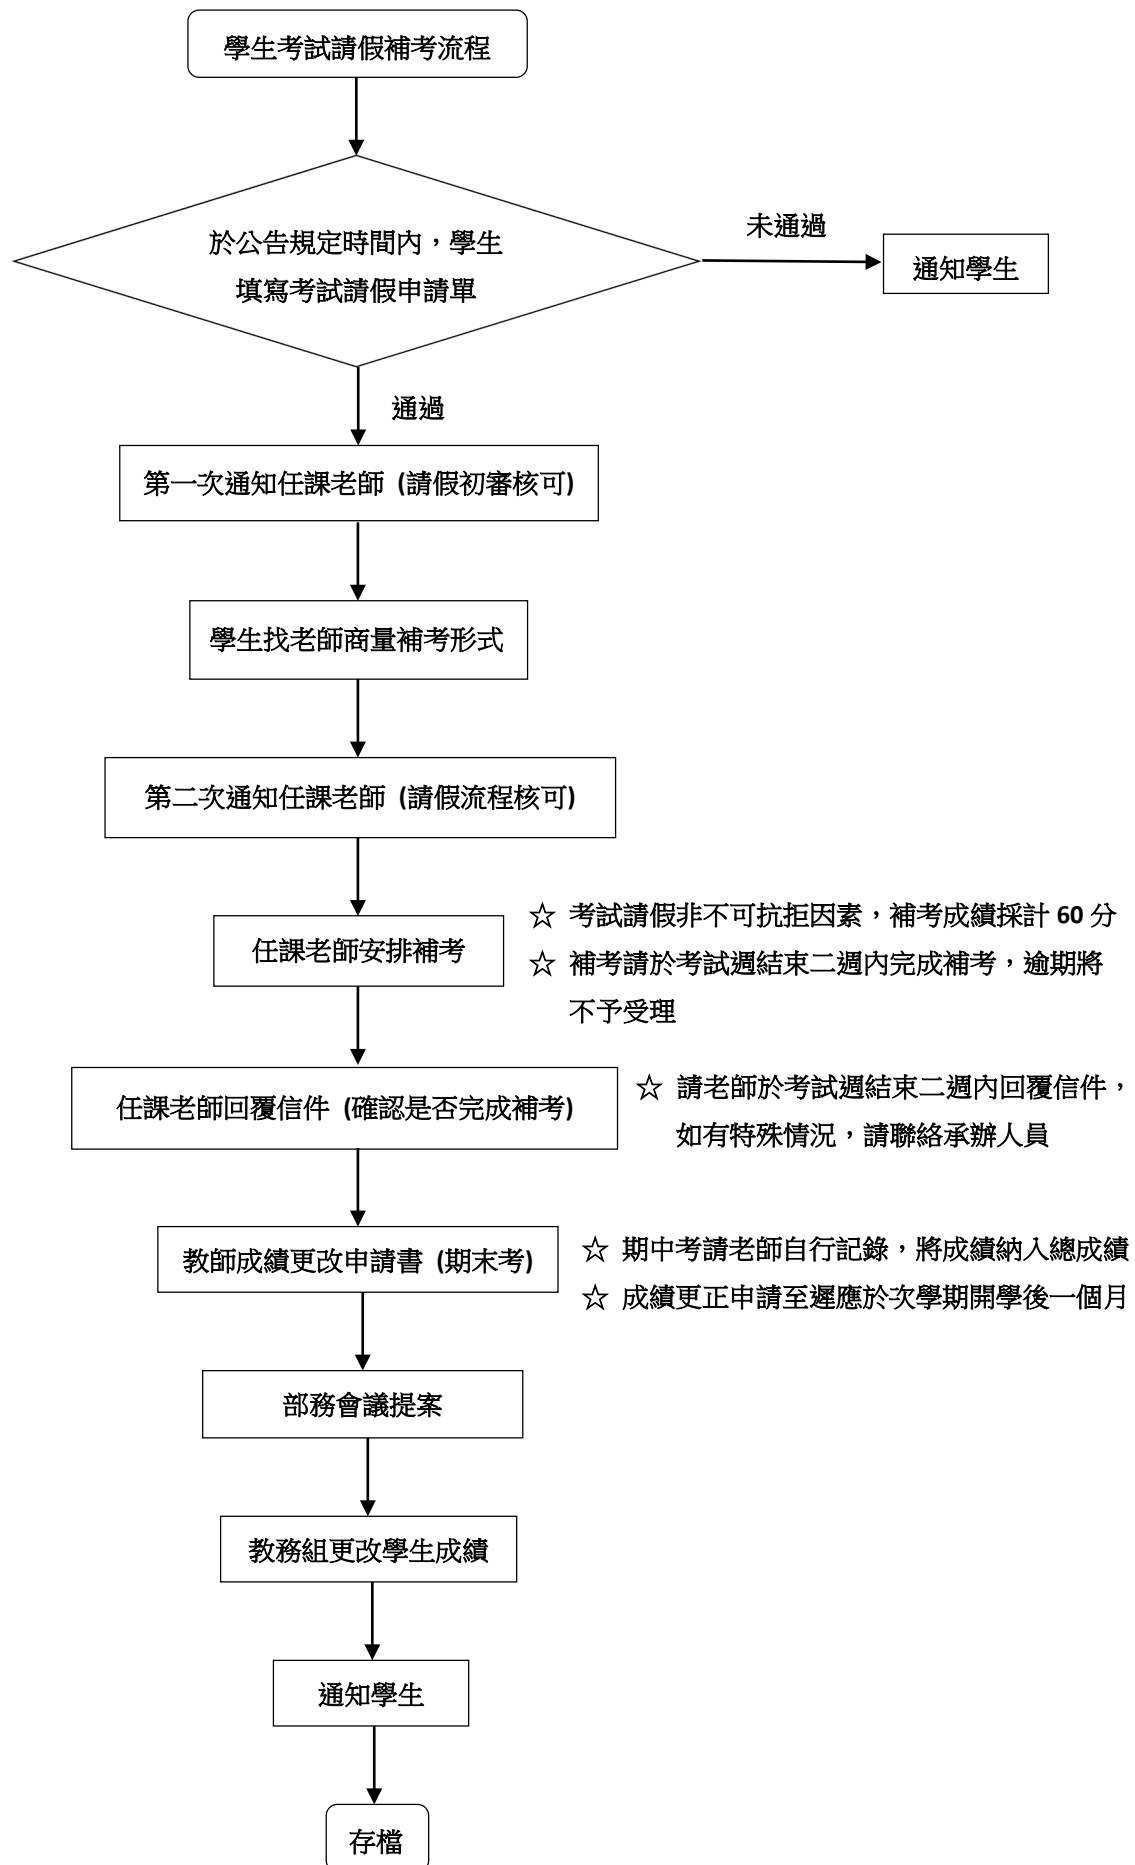 學生考試請假補考流程
於公告規定時間內，學生
填寫考試請假申請單
未通過
通知學生
通過
第一次通知任課老師 (請假初審核可)
學生找老師商量補考形式
第二次通知任課老師 (請假流程核可)
任課老師安排補考
☆ 考試請假非不可抗拒因素，補考成績採計 60 分
☆ 補考請於考試週結束二週內完成補考，逾期將
不予受理
任課老師回覆信件 (確認是否完成補考)
☆ 請老師於考試週結束二週內回覆信件，
如有特殊情況，請聯絡承辦人員
教師成績更改申請書 (期末考)
☆ 期中考請老師自行記錄，將成績納入總成績
☆ 成績更正申請至遲應於次學期開學後一個月
部務會議提案
教務組更改學生成績
通知學生
存檔